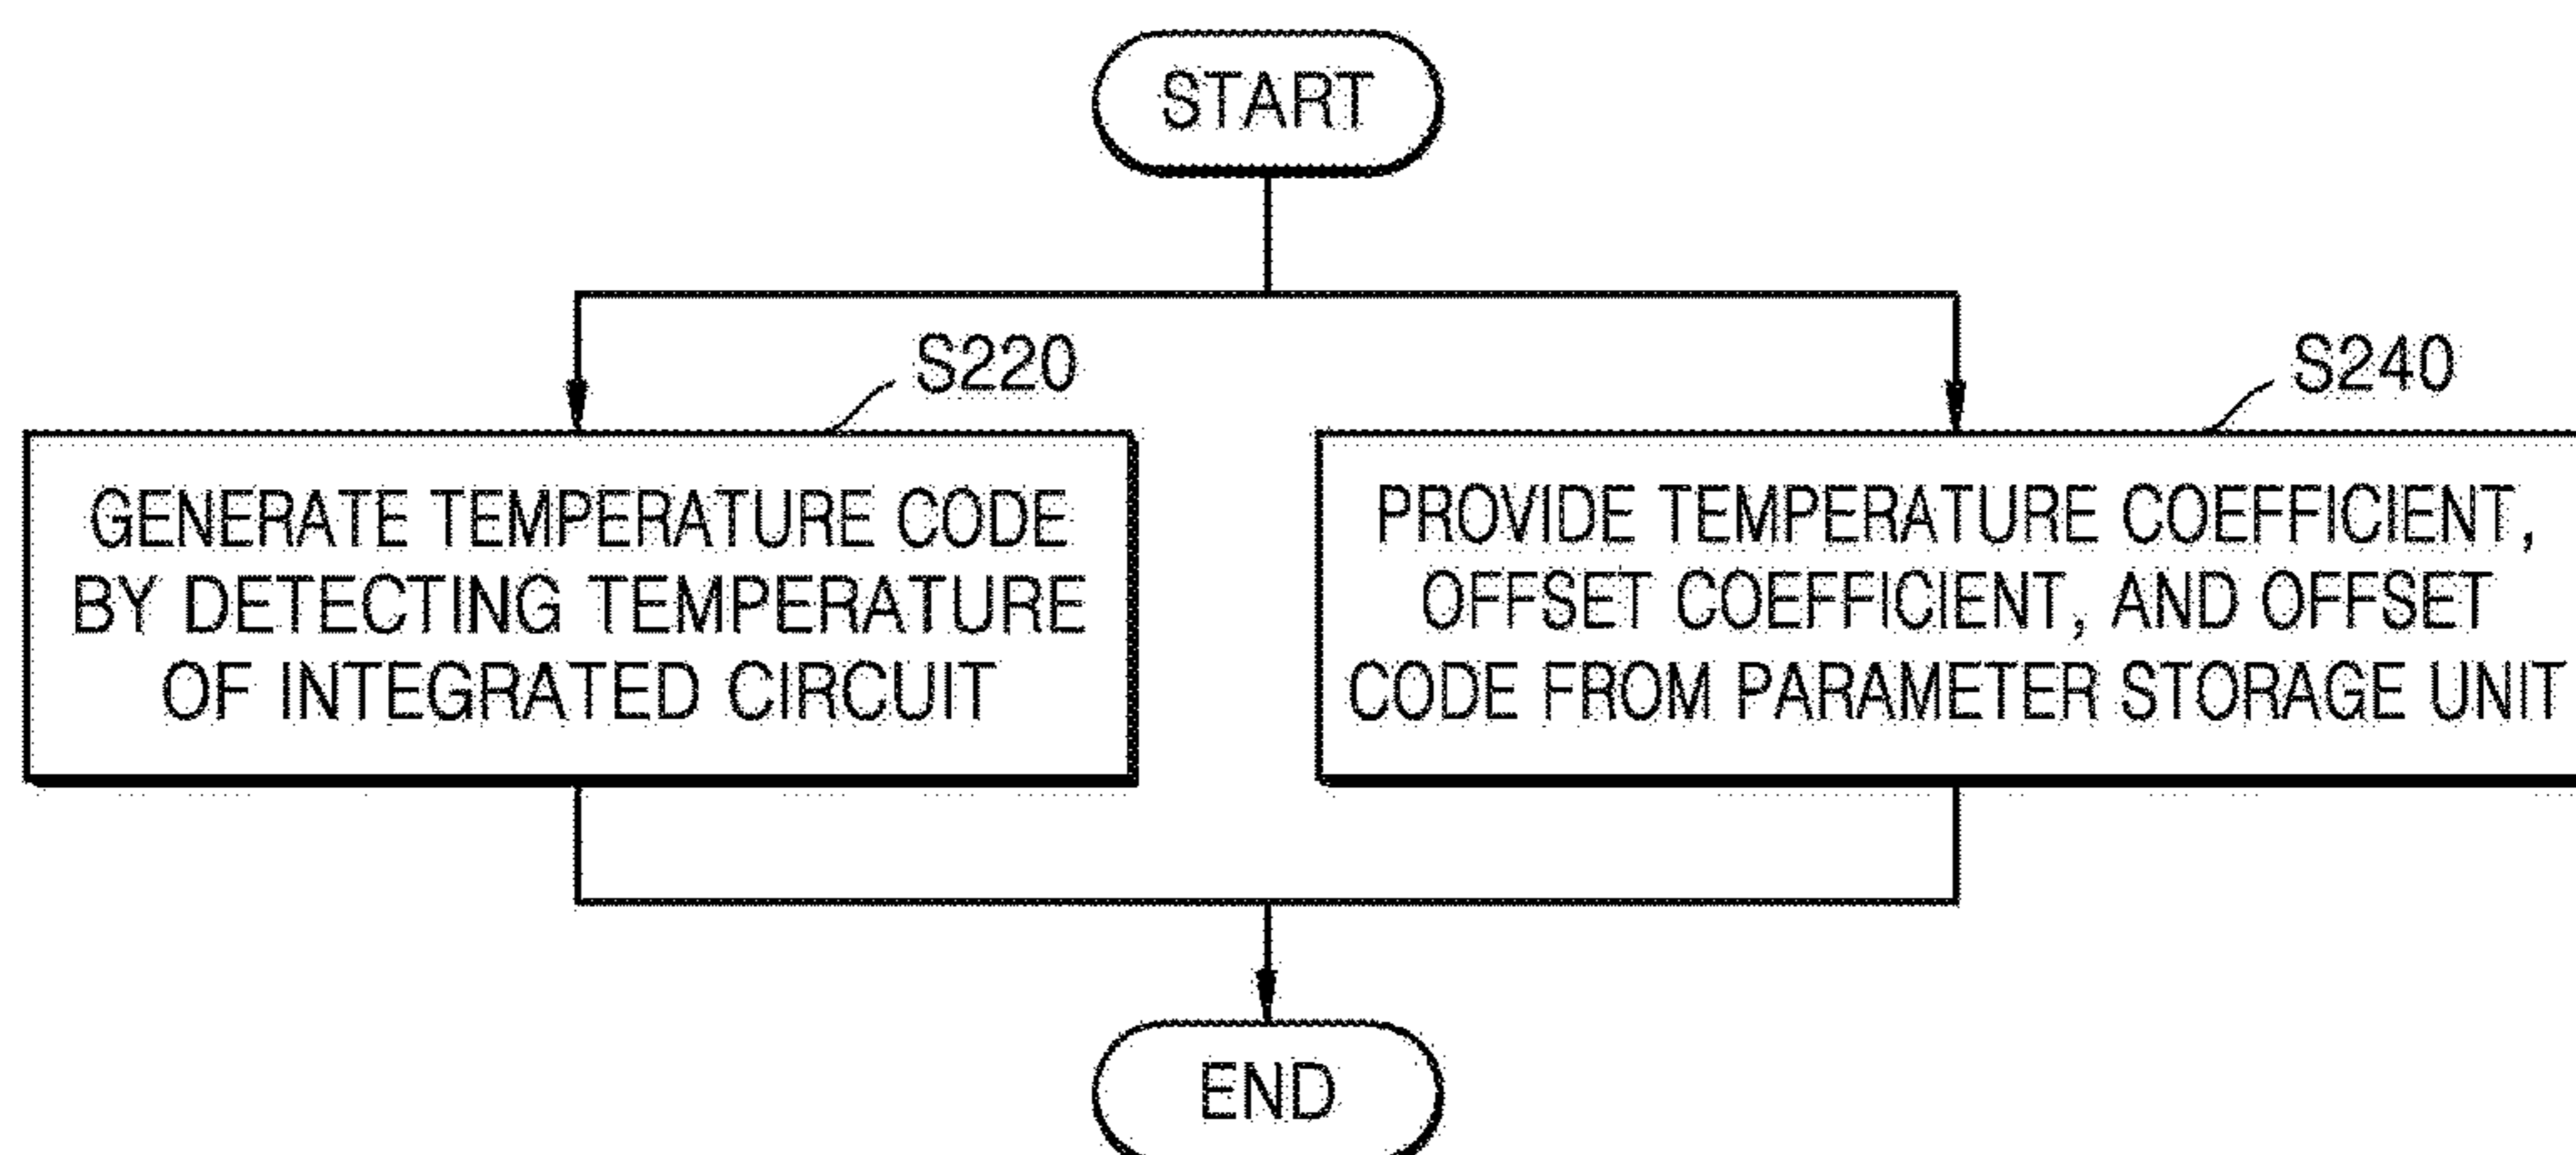 START
S220
S240
GENERATE TEMPERATURE CODE
BY DETECTING TEMPERATURE
OF INTEGRATED CIRCUIT
PROVIDE TEMPERATURE COEFFICIENT,
OFFSET COEFFICIENT, AND OFFSET
CODE FROM PARAMETER STORAGE UNIT
END